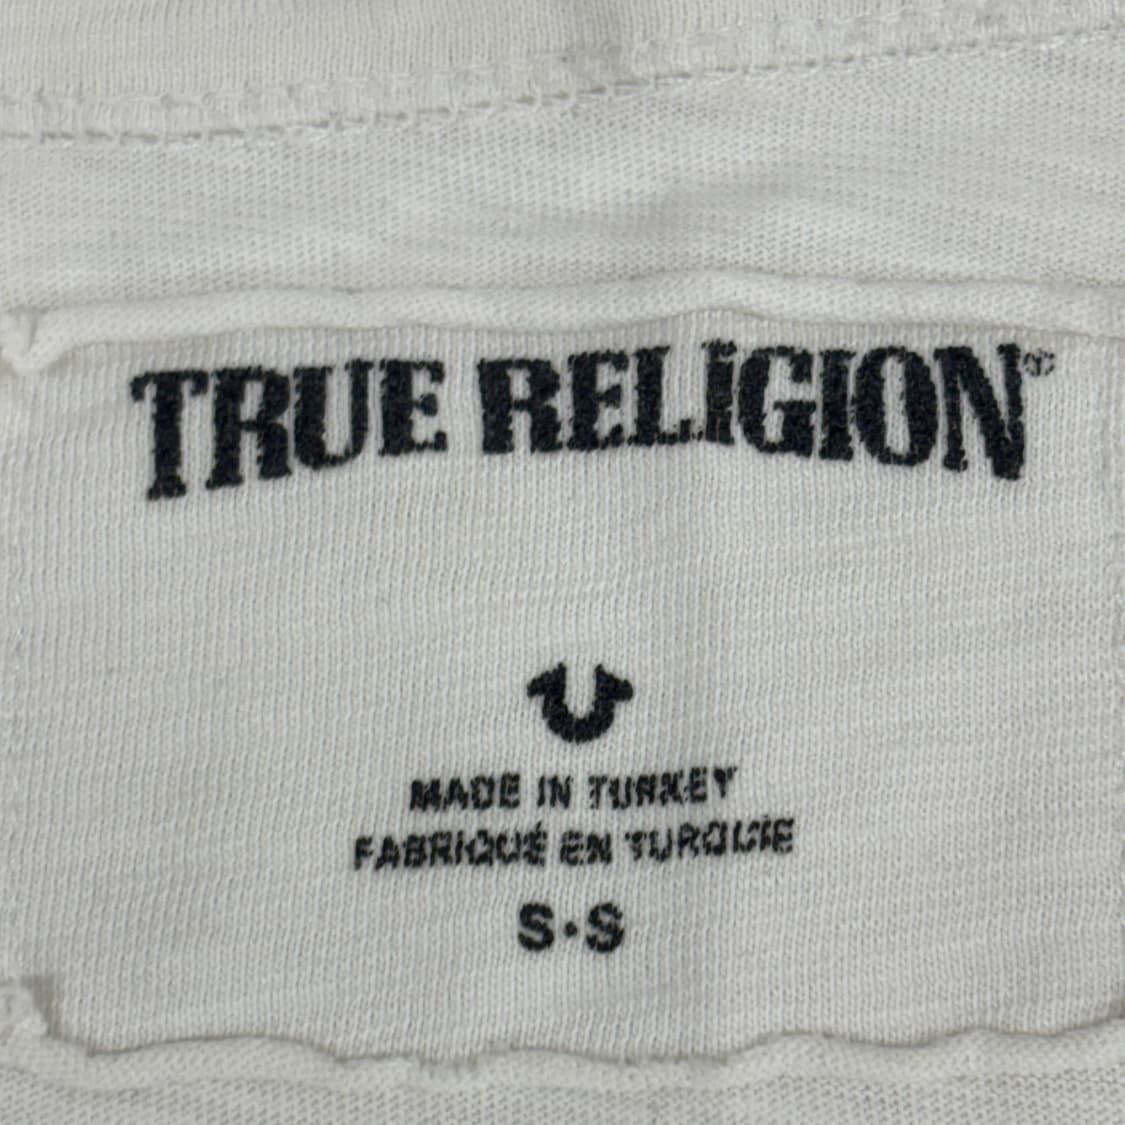 TRUE RELIGION®
MADE IN TURKEY
FABRIQUÉ EN TURQUIE
S·S